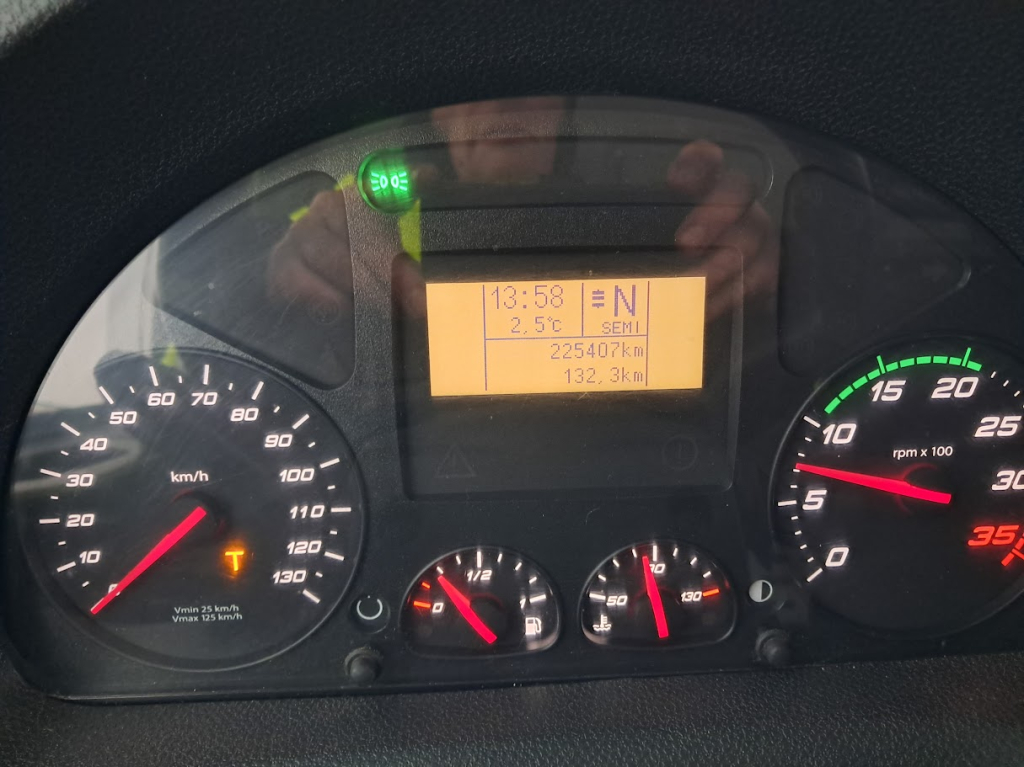 13:58 N
2,5°C SEMI
225407km
132,3km
km/h
0 10 20 30 40 50 60 70 80 90 100 110 120 130
T
Vmin 25 km/h
Vmax 125 km/h
0 1/2 1
50 90 130
rpm x 100
0 5 10 15 20 25 30 35